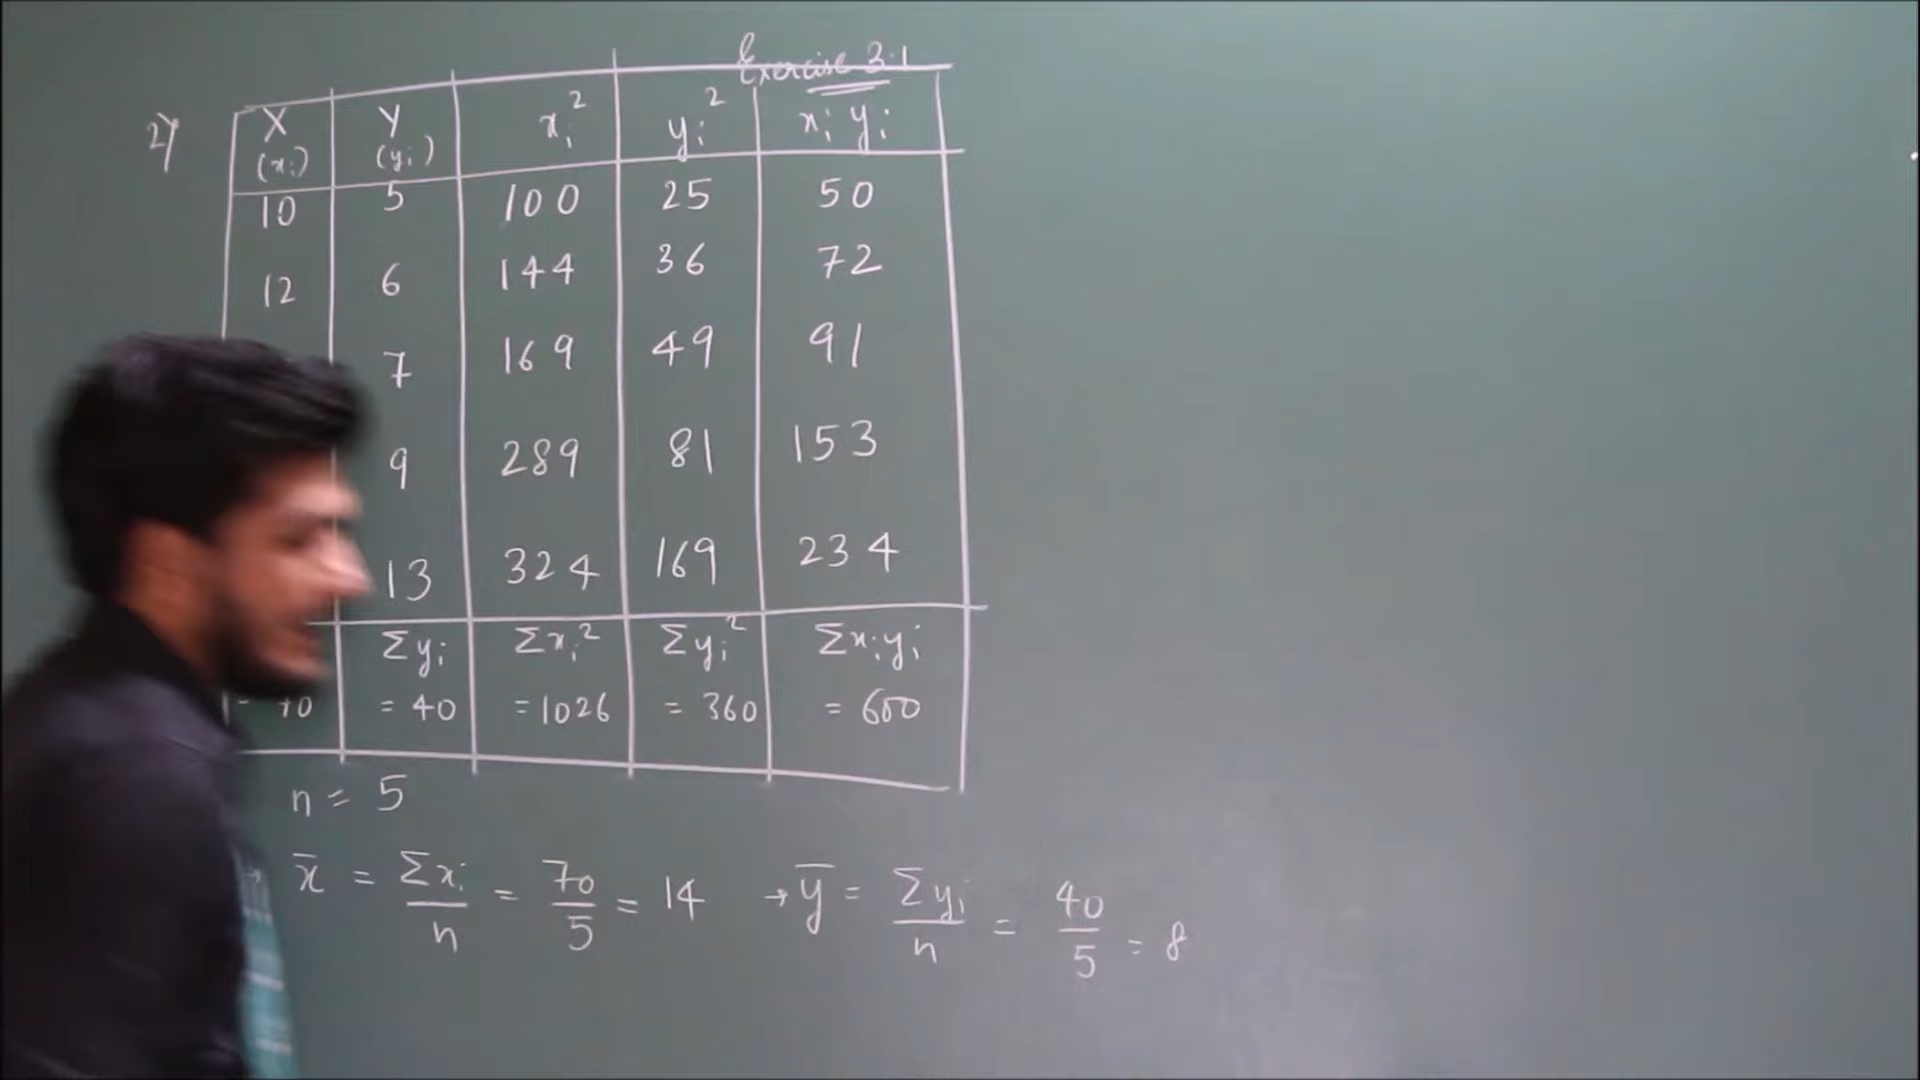 Exercise 3.1
2) X Y xᵢ² yᵢ² xᵢ yᵢ
(xᵢ) (yᵢ)
10 5 100 25 50
12 6 144 36 72
7 169 49 91
9 289 81 153
13 324 169 234
Σyᵢ Σxᵢ² Σyᵢ² Σxᵢyᵢ
= 70 = 40 = 1026 = 360 = 600
n = 5
x̄ = Σxᵢ/n = 70/5 = 14 → ȳ = Σyᵢ/n = 40/5 = 8